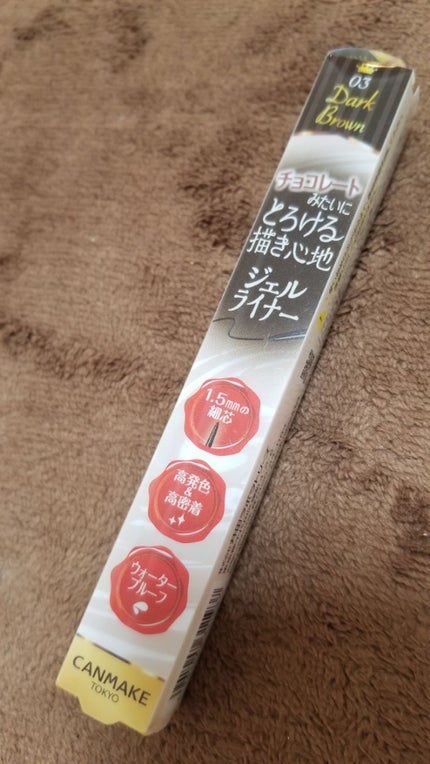 03
Dark
Brown
チョコレート
みたいに
とろける
描き心地
ジェル
ライナー
1.5mmの
細芯
高発色
&
高密着
ウォーター
プルーフ
CANMAKE
TOKYO